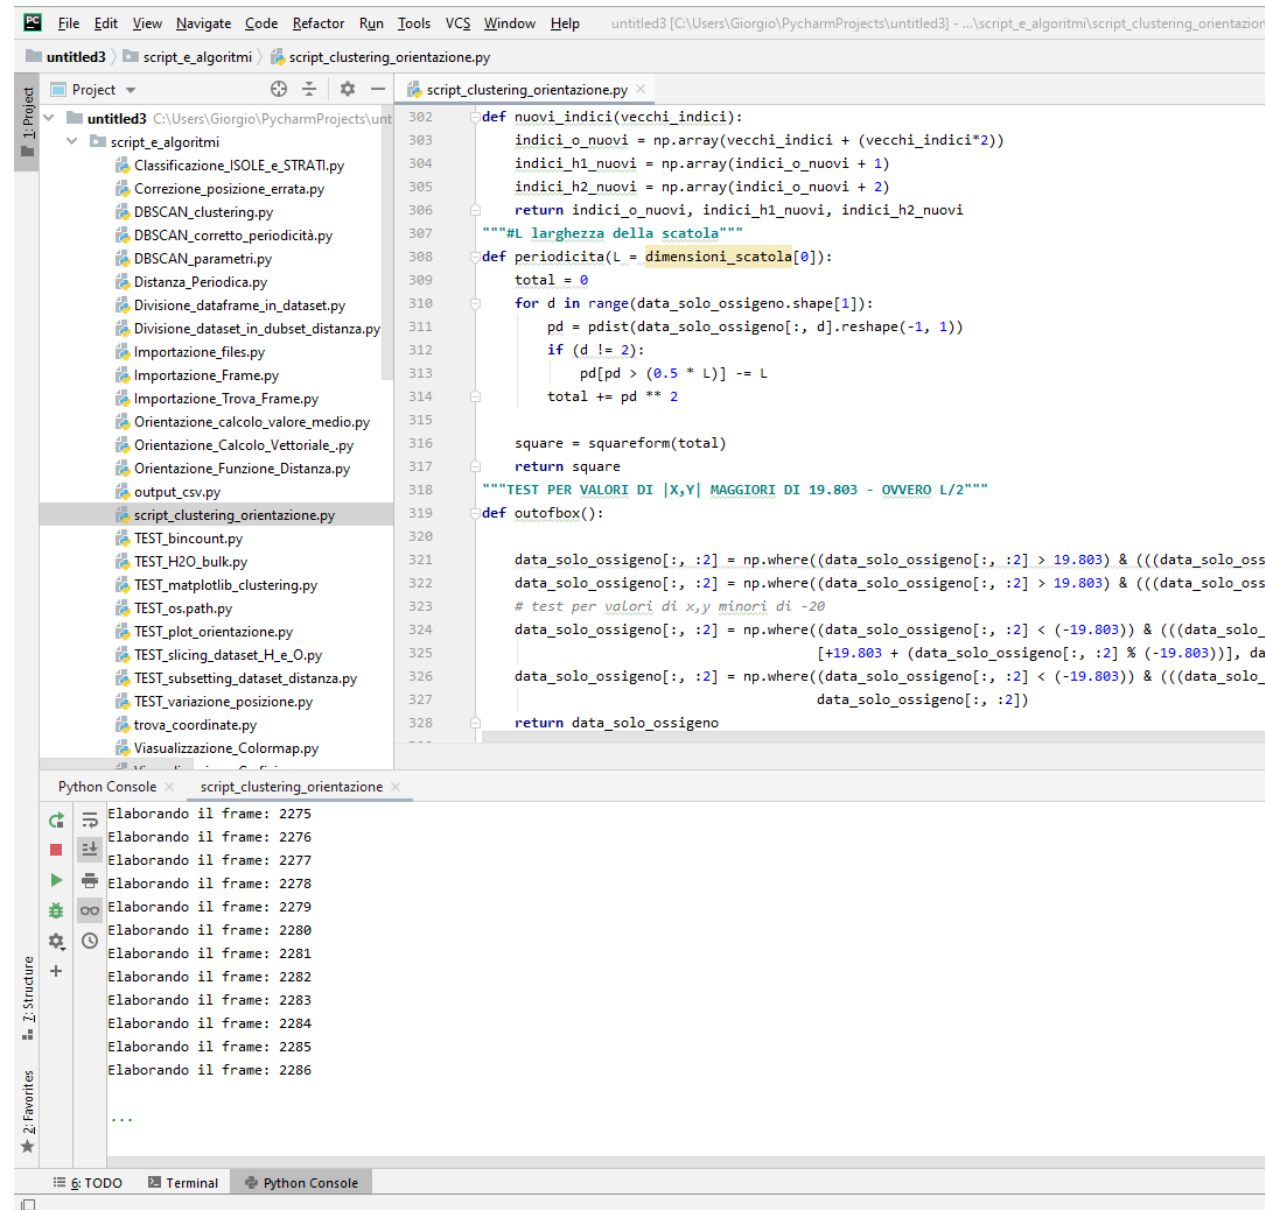 PC File Edit View Navigate Code Refactor Run Tools VCS Window Help untitled3 [C:\Users\Giorgio\PycharmProjects\untitled3] - ...\script_e_algoritmi\script_clustering_orientazion
untitled3 script_e_algoritmi script_clustering_orientazione.py
1: Project
Project
untitled3 C:\Users\Giorgio\PycharmProjects\unt
script_e_algoritmi
Classificazione_ISOLE_e_STRATI.py
Correzione_posizione_errata.py
DBSCAN_clustering.py
DBSCAN_corretto_periodicità.py
DBSCAN_parametri.py
Distanza_Periodica.py
Divisione_dataframe_in_dataset.py
Divisione_dataset_in_dubset_distanza.py
Importazione_files.py
Importazione_Frame.py
Importazione_Trova_Frame.py
Orientazione_calcolo_valore_medio.py
Orientazione_Calcolo_Vettoriale_.py
Orientazione_Funzione_Distanza.py
output_csv.py
script_clustering_orientazione.py
TEST_bincount.py
TEST_H2O_bulk.py
TEST_matplotlib_clustering.py
TEST_os.path.py
TEST_plot_orientazione.py
TEST_slicing_dataset_H_e_O.py
TEST_subsetting_dataset_distanza.py
TEST_variazione_posizione.py
trova_coordinate.py
Viasualizzazione_Colormap.py
script_clustering_orientazione.py
302 def nuovi_indici(vecchi_indici):
303 indici_o_nuovi = np.array(vecchi_indici + (vecchi_indici*2))
304 indici_h1_nuovi = np.array(indici_o_nuovi + 1)
305 indici_h2_nuovi = np.array(indici_o_nuovi + 2)
306 return indici_o_nuovi, indici_h1_nuovi, indici_h2_nuovi
307 """#L larghezza della scatola"""
308 def periodicita(L = dimensioni_scatola[0]):
309 total = 0
310 for d in range(data_solo_ossigeno.shape[1]):
311 pd = pdist(data_solo_ossigeno[:, d].reshape(-1, 1))
312 if (d != 2):
313 pd[pd > (0.5 * L)] -= L
314 total += pd ** 2
315
316 square = squareform(total)
317 return square
318 """TEST PER VALORI DI |X,Y| MAGGIORI DI 19.803 - OVVERO L/2"""
319 def outofbox():
320
321 data_solo_ossigeno[:, :2] = np.where((data_solo_ossigeno[:, :2] > 19.803) & (((data_solo_oss
322 data_solo_ossigeno[:, :2] = np.where((data_solo_ossigeno[:, :2] > 19.803) & (((data_solo_oss
323 # test per valori di x,y minori di -20
324 data_solo_ossigeno[:, :2] = np.where((data_solo_ossigeno[:, :2] < (-19.803)) & (((data_solo_
325 [+19.803 + (data_solo_ossigeno[:, :2] % (-19.803))], da
326 data_solo_ossigeno[:, :2] = np.where((data_solo_ossigeno[:, :2] < (-19.803)) & (((data_solo_
327 data_solo_ossigeno[:, :2])
328 return data_solo_ossigeno
Python Console script_clustering_orientazione
Elaborando il frame: 2275
Elaborando il frame: 2276
Elaborando il frame: 2277
Elaborando il frame: 2278
Elaborando il frame: 2279
Elaborando il frame: 2280
Elaborando il frame: 2281
Elaborando il frame: 2282
Elaborando il frame: 2283
Elaborando il frame: 2284
Elaborando il frame: 2285
Elaborando il frame: 2286
...
7: Structure
2: Favorites
6: TODO Terminal Python Console